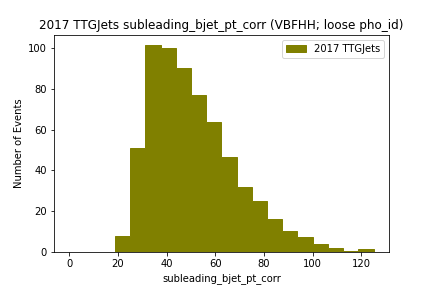 2017 TTGJets subleading_bjet_pt_corr (VBFHH; loose pho_id)
2017 TTGJets
Number of Events
100
80
60
40
20
0
0 20 40 60 80 100 120
subleading_bjet_pt_corr